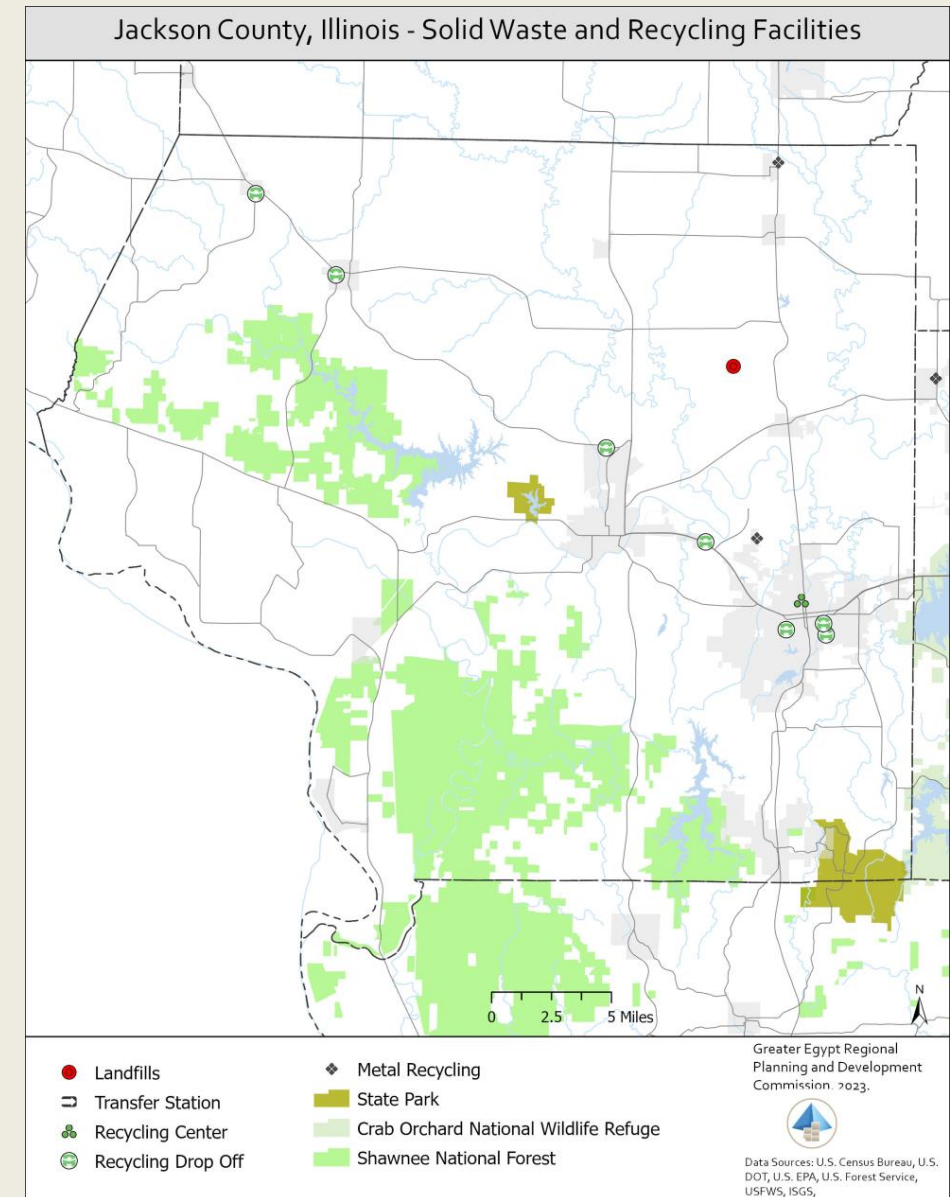 Jackson County, Illinois - Solid Waste and Recycling Facilities
0 2.5 5 Miles
N
Landfills
Transfer Station
Recycling Center
Recycling Drop Off
Metal Recycling
State Park
Crab Orchard National Wildlife Refuge
Shawnee National Forest
Greater Egypt Regional
Planning and Development
Commission. 2023.
Data Sources: U.S. Census Bureau, U.S.
DOT, U.S. EPA, U.S. Forest Service,
USFWS, ISGS,